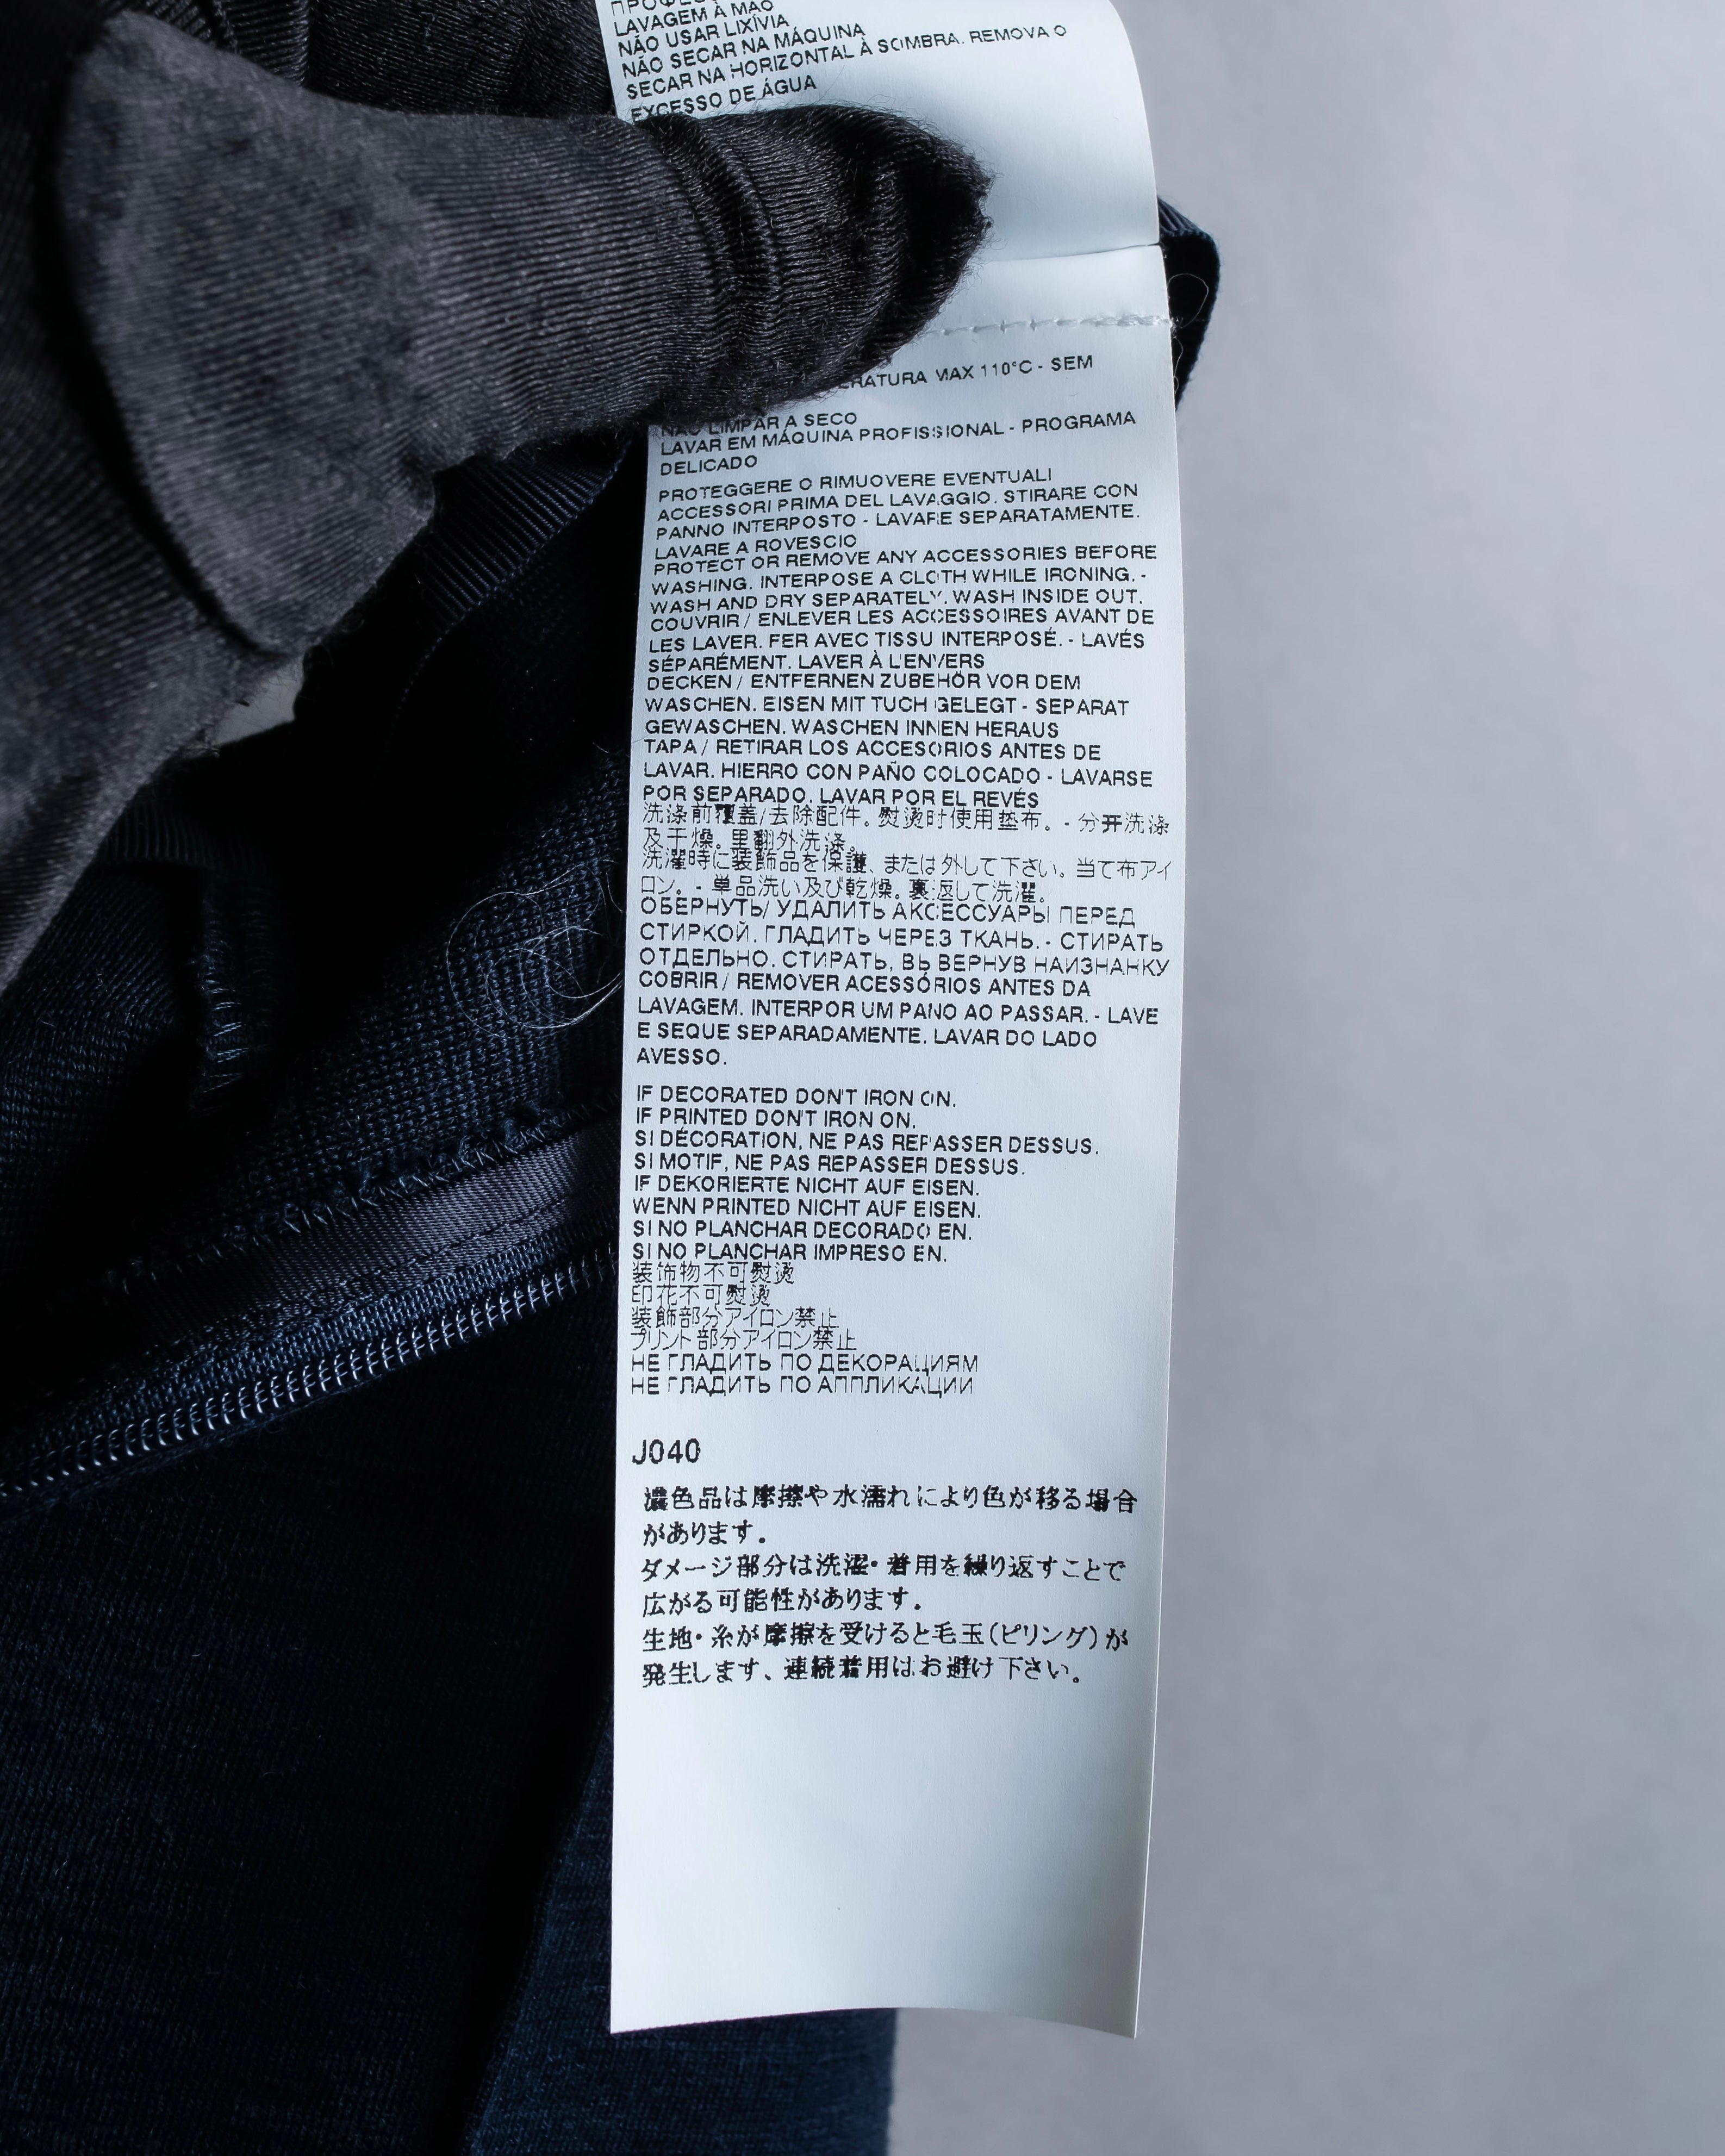 LAVAGEM À MÃO
NÃO USAR LIXÍVIA
NÃO SECAR NA MÁQUINA
SECAR NA HORIZONTAL À SOMBRA. REMOVA O
EXCESSO DE ÁGUA
MAX 110°C - SEM
NÃO LIMPAR A SECO
LAVAR EM MÁQUINA PROFISSIONAL - PROGRAMA
DELICADO
PROTEGGERE O RIMUOVERE EVENTUALI
ACCESSORI PRIMA DEL LAVAGGIO. STIRARE CON
PANNO INTERPOSTO - LAVARE SEPARATAMENTE.
LAVARE A ROVESCIO
PROTECT OR REMOVE ANY ACCESSORIES BEFORE
WASHING. INTERPOSE A CLOTH WHILE IRONING. -
WASH AND DRY SEPARATELY. WASH INSIDE OUT.
COUVRIR / ENLEVER LES ACCESSOIRES AVANT DE
LES LAVER. FER AVEC TISSU INTERPOSÉ. - LAVÉS
SÉPARÉMENT. LAVER À L'ENVERS
DECKEN / ENTFERNEN ZUBEHÖR VOR DEM
WASCHEN. EISEN MIT TUCH GELEGT - SEPARAT
GEWASCHEN. WASCHEN INNEN HERAUS
TAPA / RETIRAR LOS ACCESORIOS ANTES DE
LAVAR. HIERRO CON PAÑO COLOCADO - LAVARSE
POR SEPARADO. LAVAR POR EL REVÉS
洗涤前覆盖/去除配件。熨烫时使用垫布。- 分开洗涤
及干燥。里翻外洗涤。
洗濯時に装飾品を保護、または外して下さい。当て布アイ
ロン。- 単品洗い及び乾燥。裏返して洗濯。
ОБЕРНУТЬ/ УДАЛИТЬ АКСЕССУАРЫ ПЕРЕД
СТИРКОЙ. ГЛАДИТЬ ЧЕРЕЗ ТКАНЬ. - СТИРАТЬ
ОТДЕЛЬНО. СТИРАТЬ, ВЬ ВЕРНУВ НАИЗНАНКУ
COBRIR / REMOVER ACESSÓRIOS ANTES DA
LAVAGEM. INTERPOR UM PANO AO PASSAR. - LAVE
E SEQUE SEPARADAMENTE. LAVAR DO LADO
AVESSO.
IF DECORATED DON'T IRON ON.
IF PRINTED DON'T IRON ON.
SI DÉCORATION, NE PAS REPASSER DESSUS.
SI MOTIF, NE PAS REPASSER DESSUS.
IF DEKORIERTE NICHT AUF EISEN.
WENN PRINTED NICHT AUF EISEN.
SI NO PLANCHAR DECORADO EN.
SI NO PLANCHAR IMPRESO EN.
装饰物不可熨烫
印花不可熨烫
装飾部分アイロン禁止
プリント部分アイロン禁止
НЕ ГЛАДИТЬ ПО ДЕКОРАЦИЯМ
НЕ ГЛАДИТЬ ПО АППЛИКАЦИИ
J040
濃色品は摩擦や水濡れにより色が移る場合
があります。
ダメージ部分は洗濯・着用を繰り返すことで
広がる可能性があります。
生地・糸が摩擦を受けると毛玉(ピリング)が
発生します、連続着用はお避け下さい。